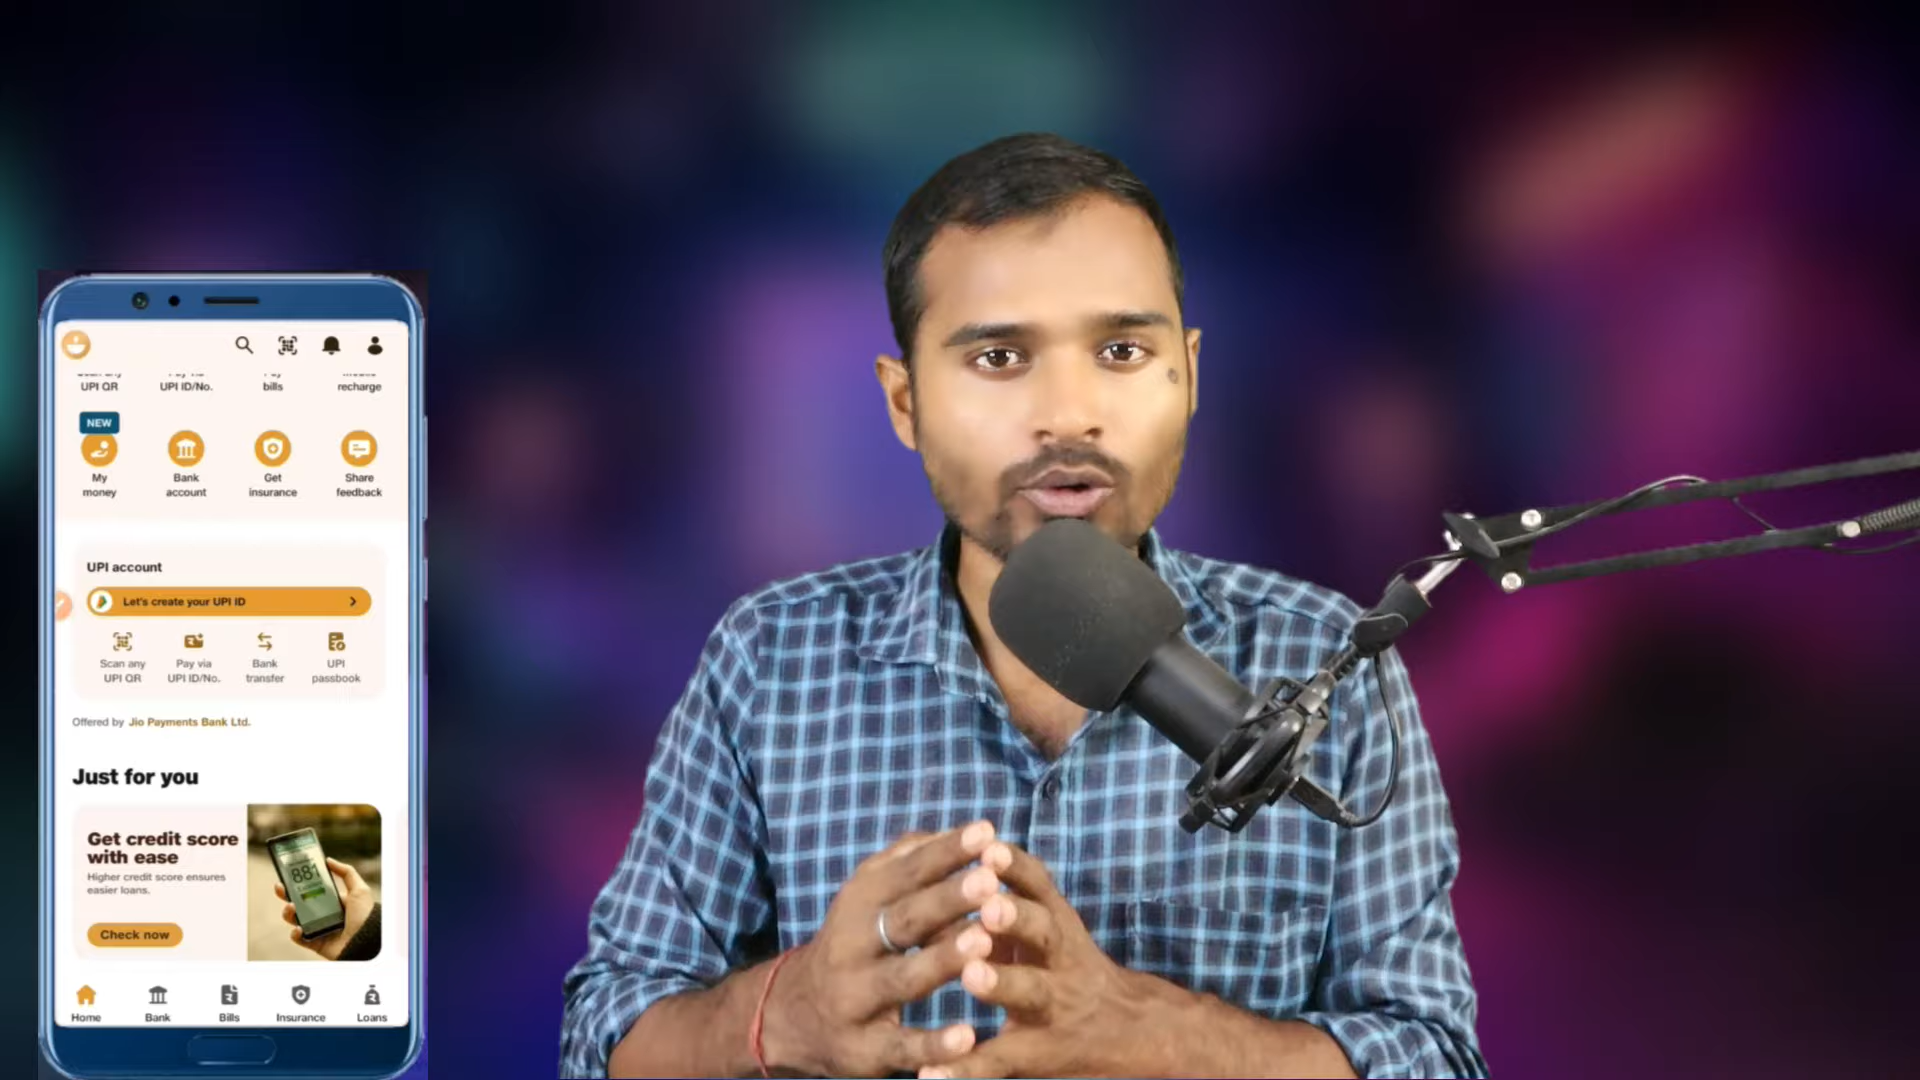 UPI QR
UPI ID/No.
bills
recharge
NEW
My
money
Bank
account
Get
insurance
Share
feedback
UPI account
Let's create your UPI ID
Scan any
UPI QR
Pay via
UPI ID/No.
Bank
transfer
UPI
passbook
Offered by Jio Payments Bank Ltd.
Just for you
Get credit score
with ease
Higher credit score ensures
easier loans.
881
Check now
Home
Bank
Bills
Insurance
Loans